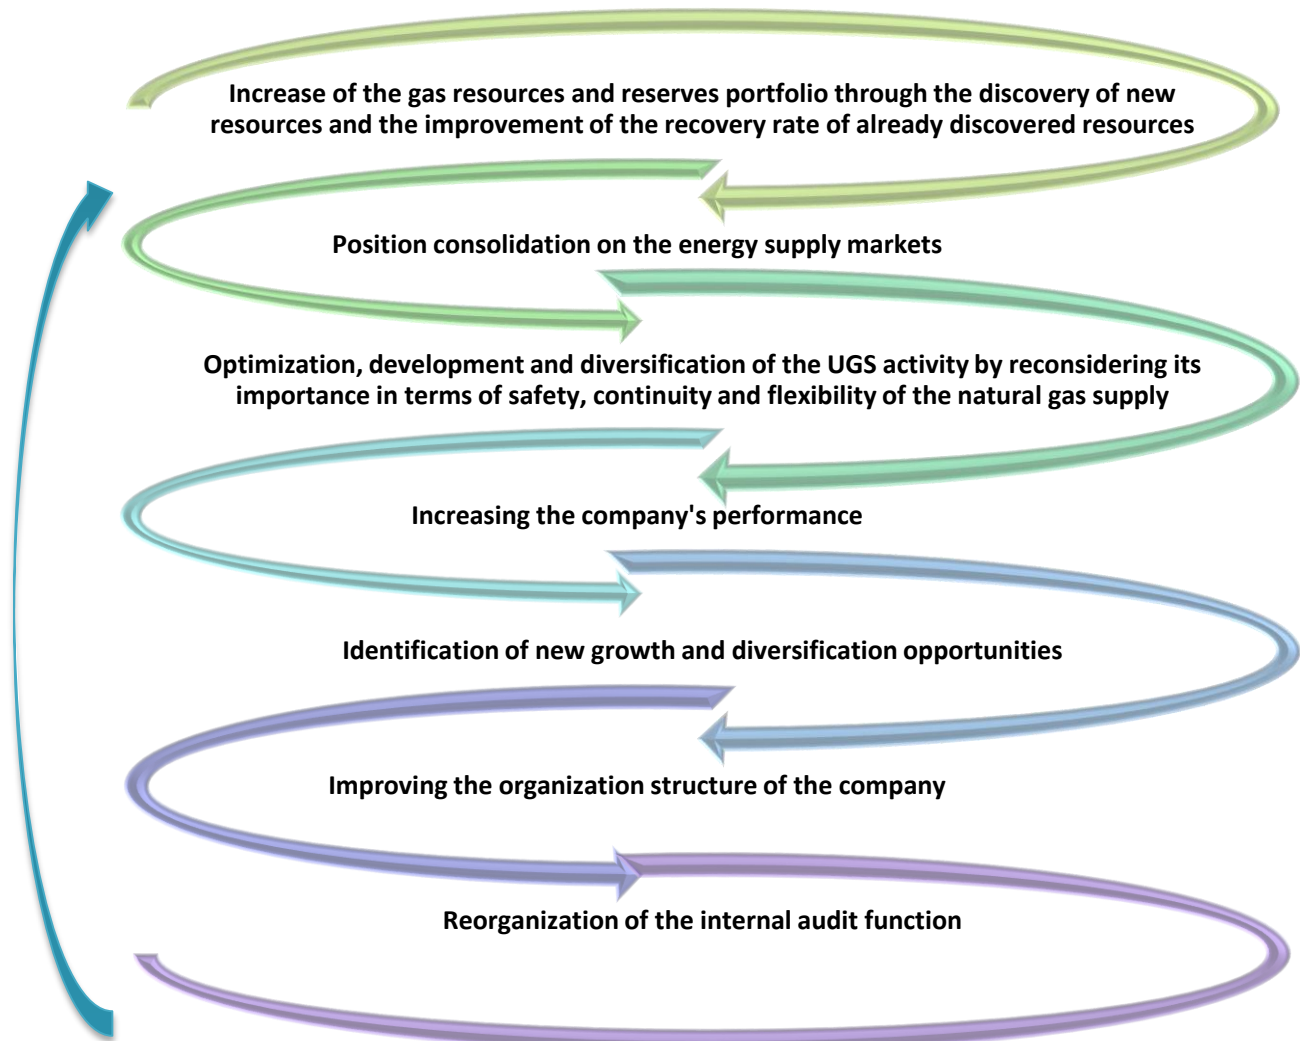 Increase of the gas resources and reserves portfolio through the discovery of new
resources and the improvement of the recovery rate of already discovered resources
Position consolidation on the energy supply markets
Optimization, development and diversification of the UGS activity by reconsidering its
importance in terms of safety, continuity and flexibility of the natural gas supply
Increasing the company's performance
Identification of new growth and diversification opportunities
Improving the organization structure of the company
Reorganization of the internal audit function